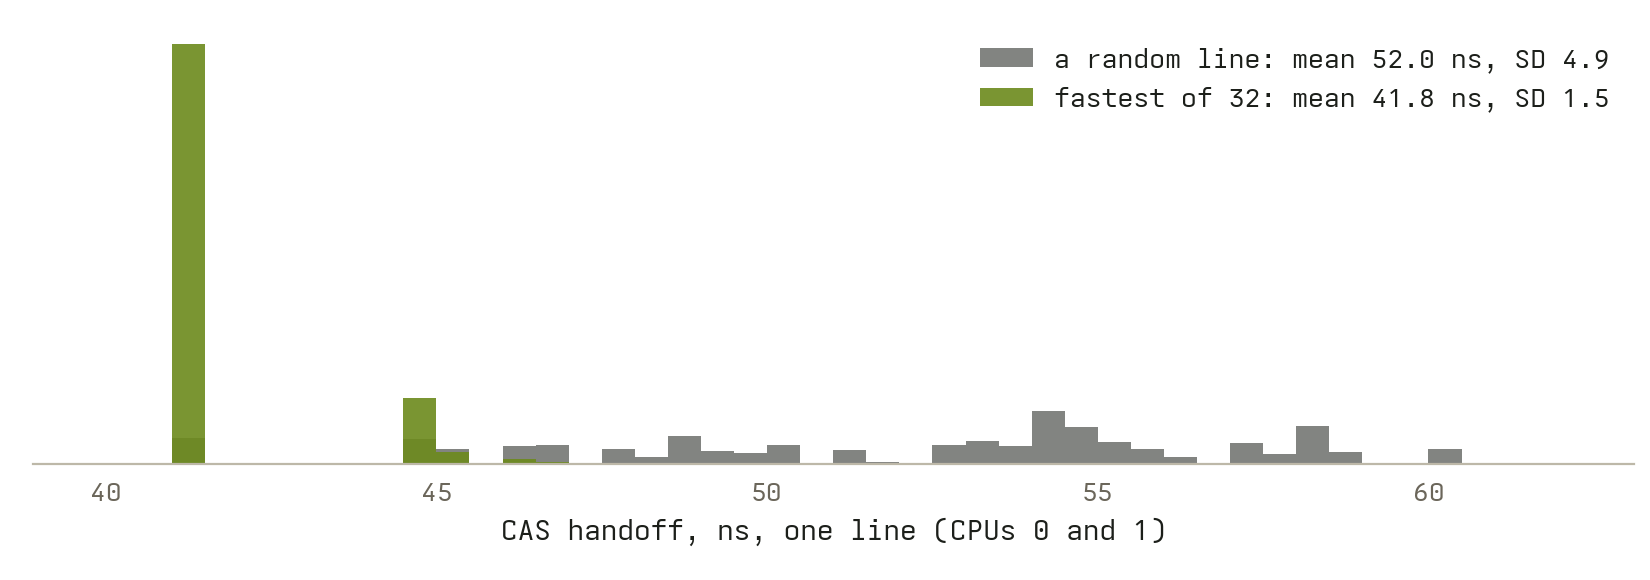 a random line: mean 52.0 ns, SD 4.9
fastest of 32: mean 41.8 ns, SD 1.5
40 45 50 55 60
CAS handoff, ns, one line (CPUs 0 and 1)